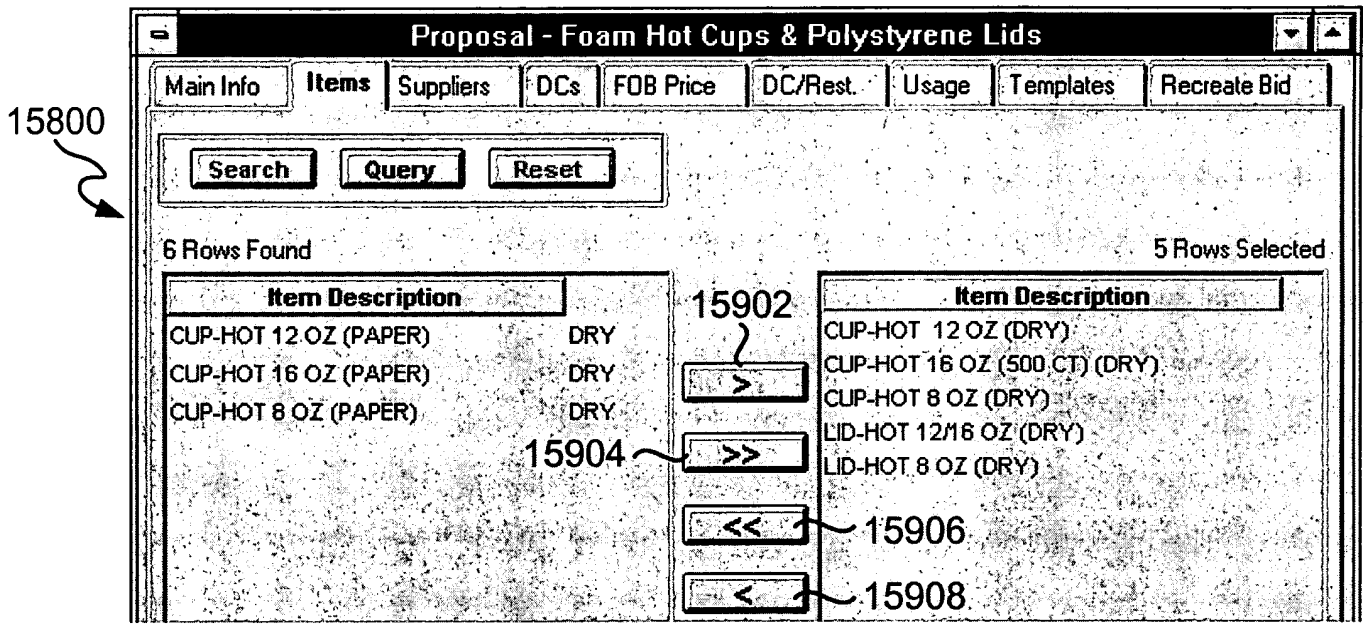 Proposal - Foam Hot Cups & Polystyrene Lids
Main Info Items Suppliers DCs FOB Price DC/Rest. Usage Templates Recreate Bid
15800
Search Query Reset
6 Rows Found 5 Rows Selected
Item Description 15902 Item Description
CUP-HOT 12 OZ (PAPER) DRY CUP-HOT 12 OZ (DRY)
CUP-HOT 16 OZ (PAPER) DRY > CUP-HOT 16 OZ (500 CT) (DRY)
CUP-HOT 8 OZ (PAPER) DRY CUP-HOT 8 OZ (DRY)
15904 >> LID-HOT 12/16 OZ (DRY)
LID-HOT 8 OZ (DRY)
<< 15906
< 15908